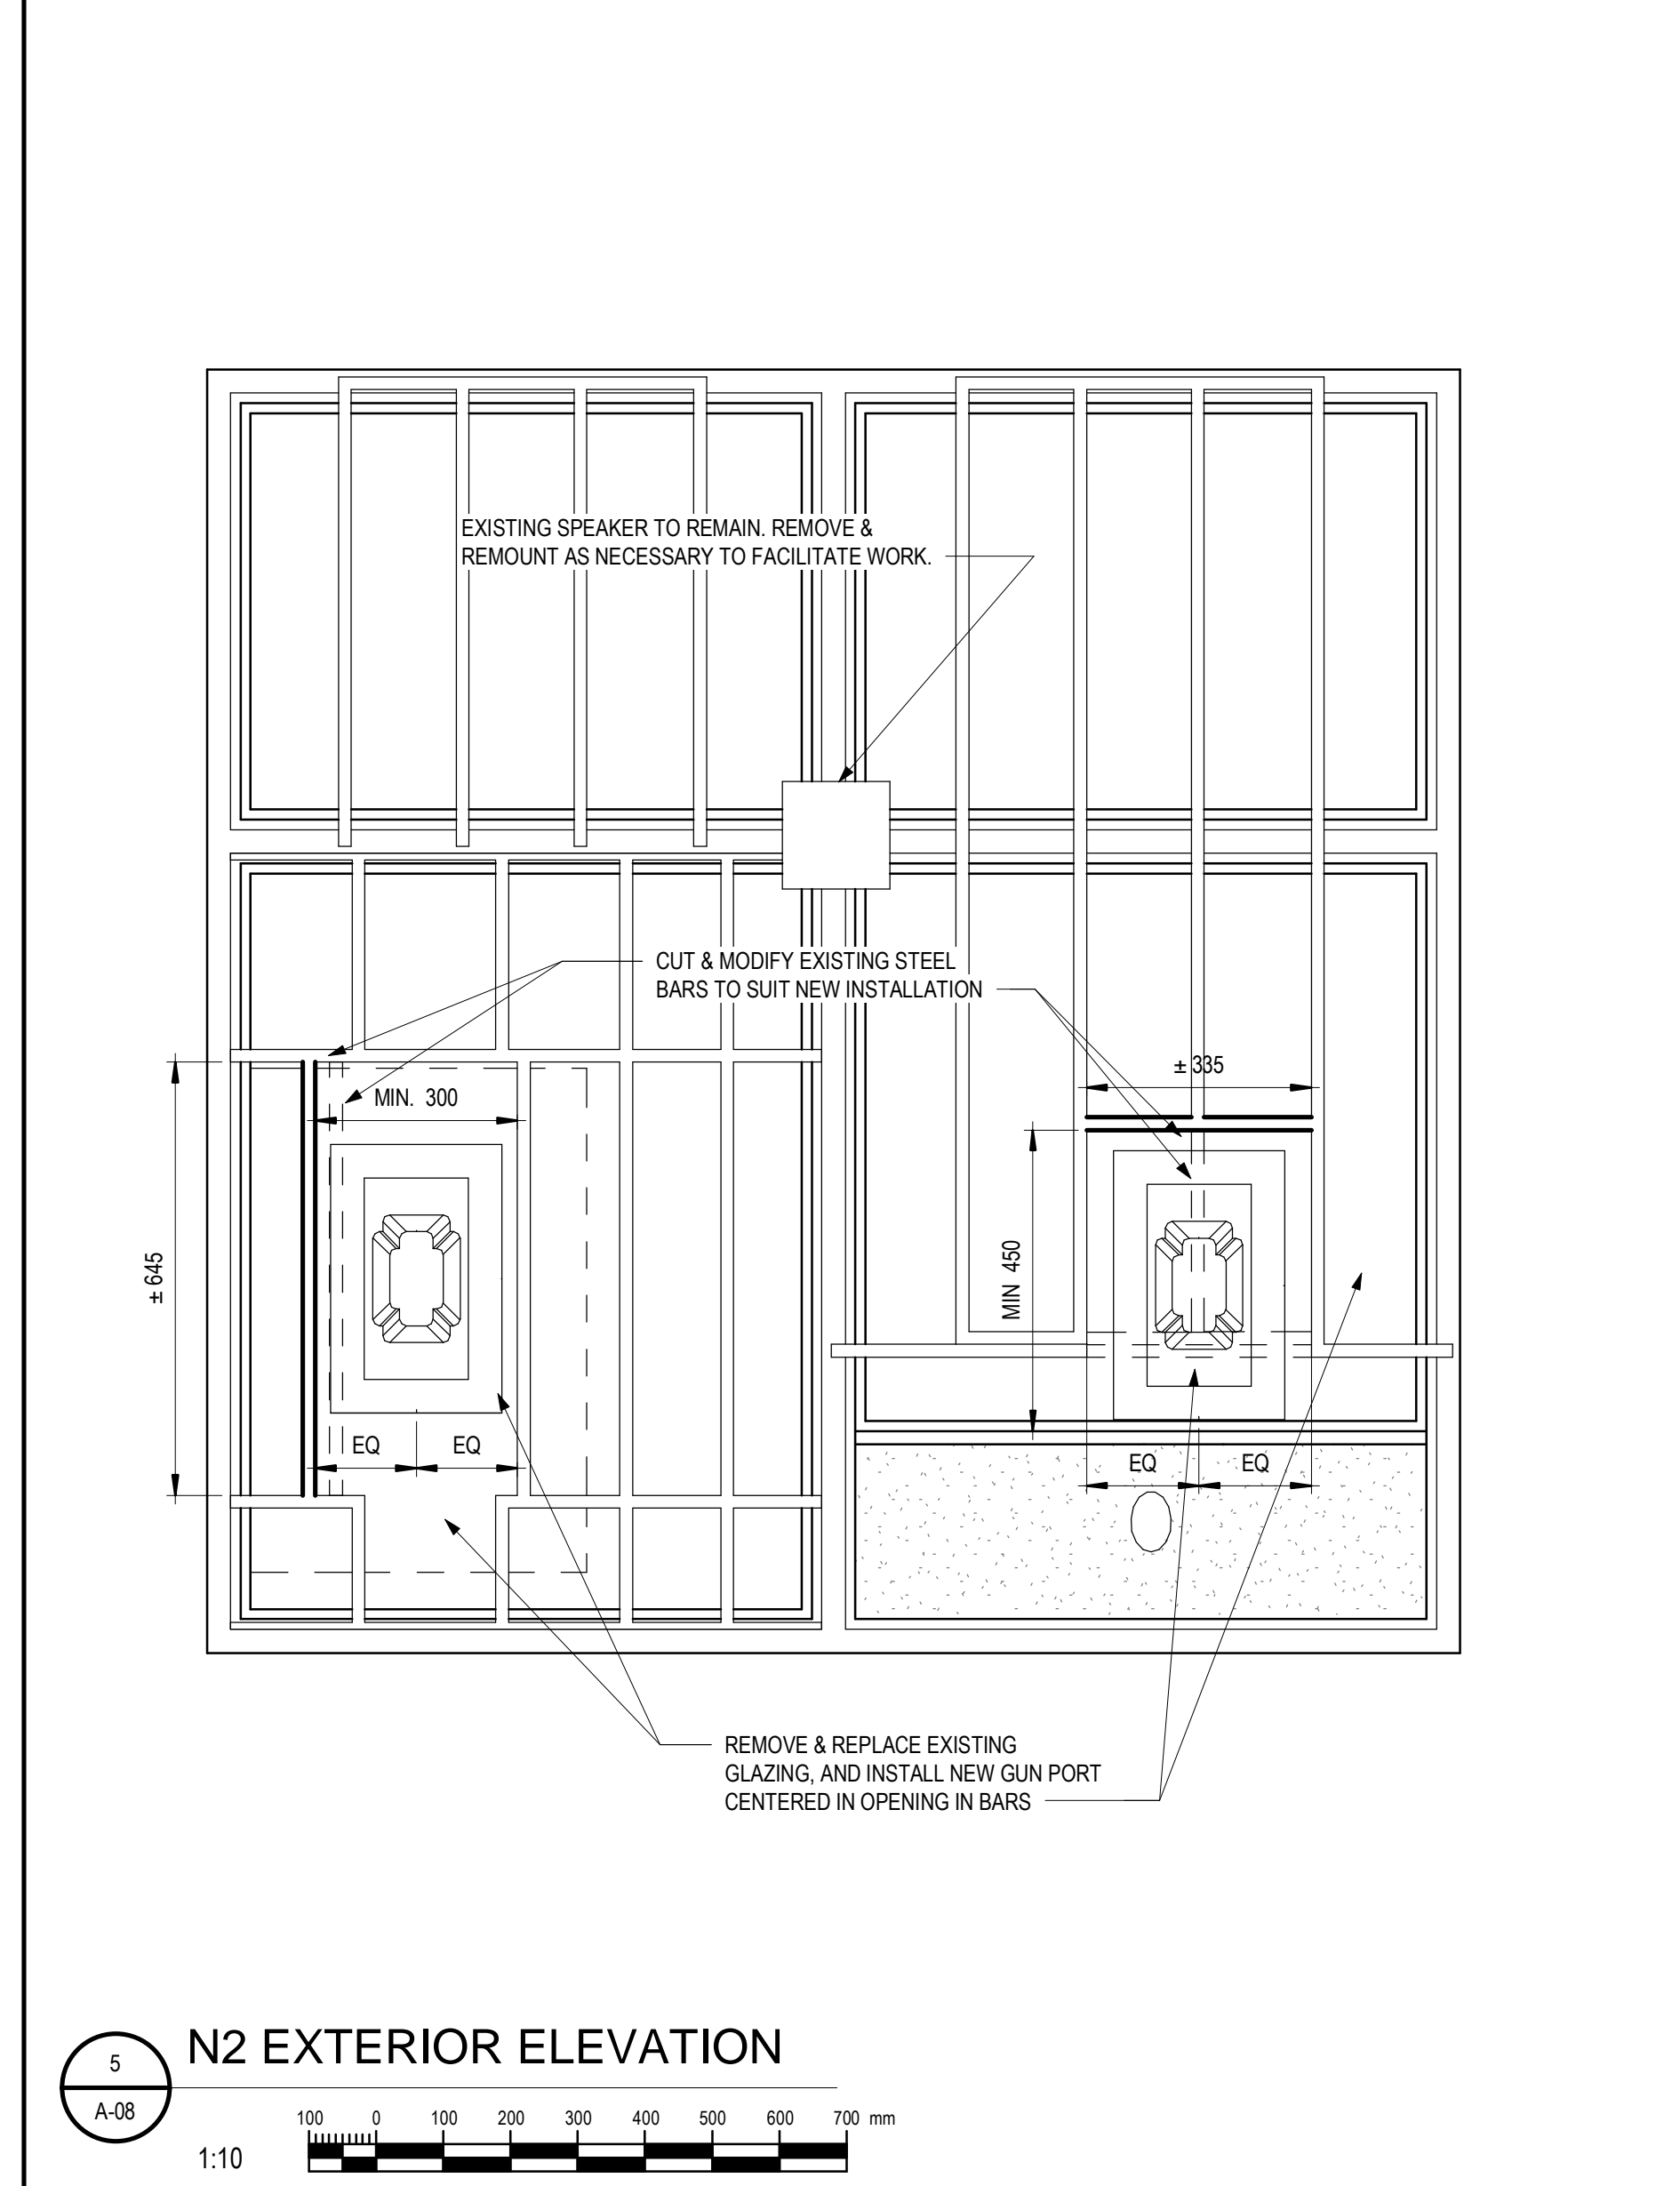 EXISTING SPEAKER TO REMAIN. REMOVE &
REMOUNT AS NECESSARY TO FACILITATE WORK.
CUT & MODIFY EXISTING STEEL
BARS TO SUIT NEW INSTALLATION
± 335
MIN. 300
± 645
MIN 450
EQ EQ
EQ EQ
REMOVE & REPLACE EXISTING
GLAZING, AND INSTALL NEW GUN PORT
CENTERED IN OPENING IN BARS
5
A-08
N2 EXTERIOR ELEVATION
100 0 100 200 300 400 500 600 700 mm
1:10